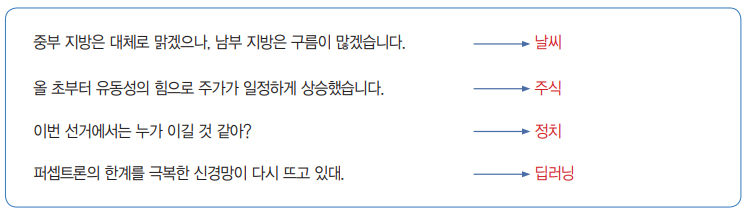 중부 지방은 대체로 맑겠으나, 남부 지방은 구름이 많겠습니다. 날씨
올 초부터 유동성의 힘으로 주가가 일정하게 상승했습니다. 주식
이번 선거에서는 누가 이길 것 같아? 정치
퍼셉트론의 한계를 극복한 신경망이 다시 뜨고 있대. 딥러닝